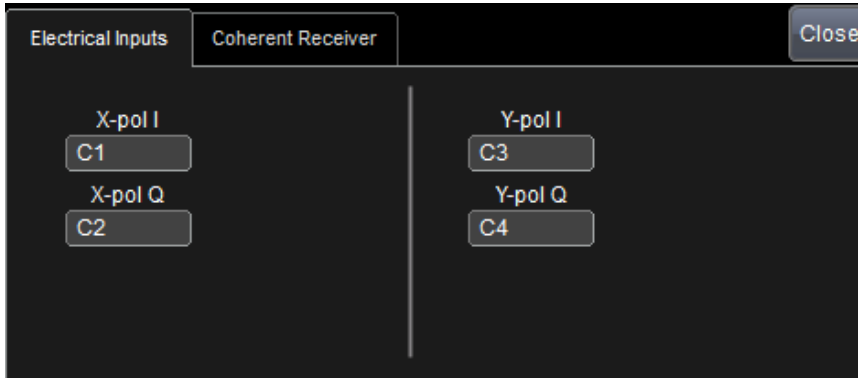 Electrical Inputs
Coherent Receiver
Close
X-pol I
C1
X-pol Q
C2
Y-pol I
C3
Y-pol Q
C4